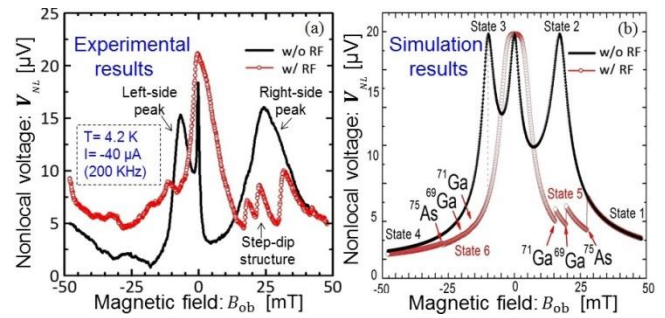 (a)
Experimental
results
w/o RF
w/ RF
Left-side
peak
Right-side
peak
T= 4.2 K
I= -40 μA
(200 KHz)
Step-dip
structure
Nonlocal voltage: V_NL [μV]
25
20
15
10
5
0
-50 -25 0 25 50
Magnetic field: B_ob [mT]
(b)
Simulation
results
State 3
State 2
w/o RF
w/ RF
71Ga
69Ga
75As
State 4
State 6
State 5
State 1
71Ga
69Ga
75As
Nonlocal voltage: V_NL [μV]
20
15
10
5
0
-50 -25 0 25 50
Magnetic field: B_ob [mT]